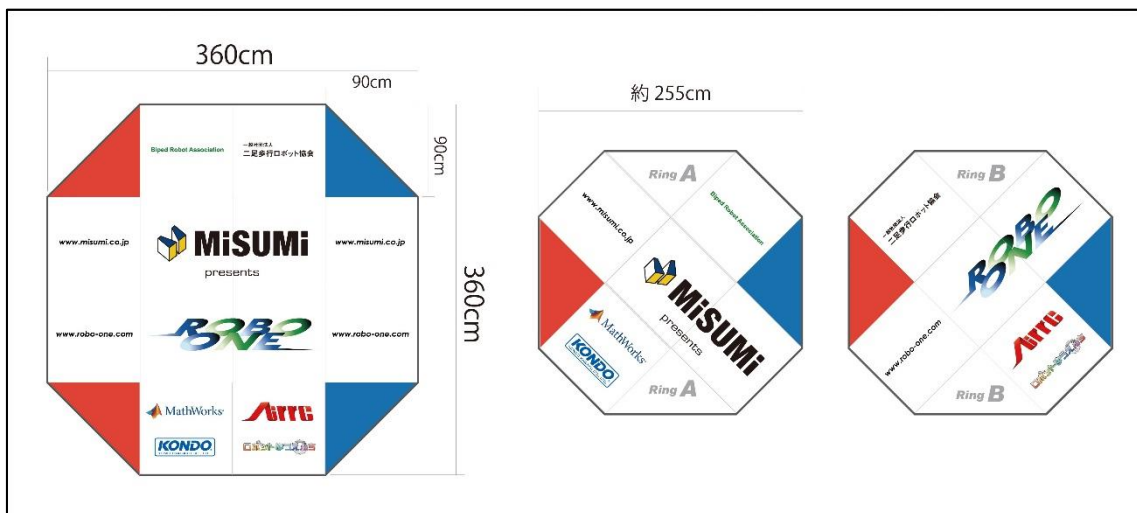 360cm
90cm
90cm
360cm
Biped Robot Association
一般社団法人
二足歩行ロボット協会
www.misumi.co.jp
MiSUMi
www.misumi.co.jp
presents
www.robo-one.com
ROBO
ONE
www.robo-one.com
MathWorks
KONDO
約 255cm
Ring A
www.misumi.co.jp
Biped Robot Association
MiSUMi
presents
MathWorks
KONDO
Ring A
Ring B
一般社団法人
二足歩行ロボット協会
ROBO
ONE
www.robo-one.com
Ring B